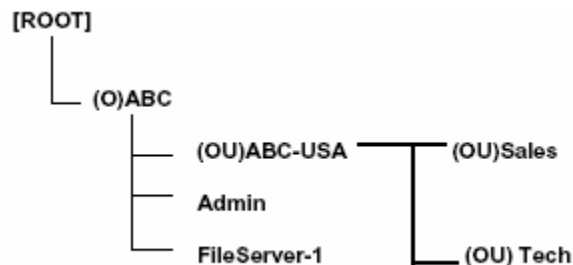 [ROOT]
(O)ABC
(OU)ABC-USA (OU)Sales
Admin
FileServer-1 (OU) Tech